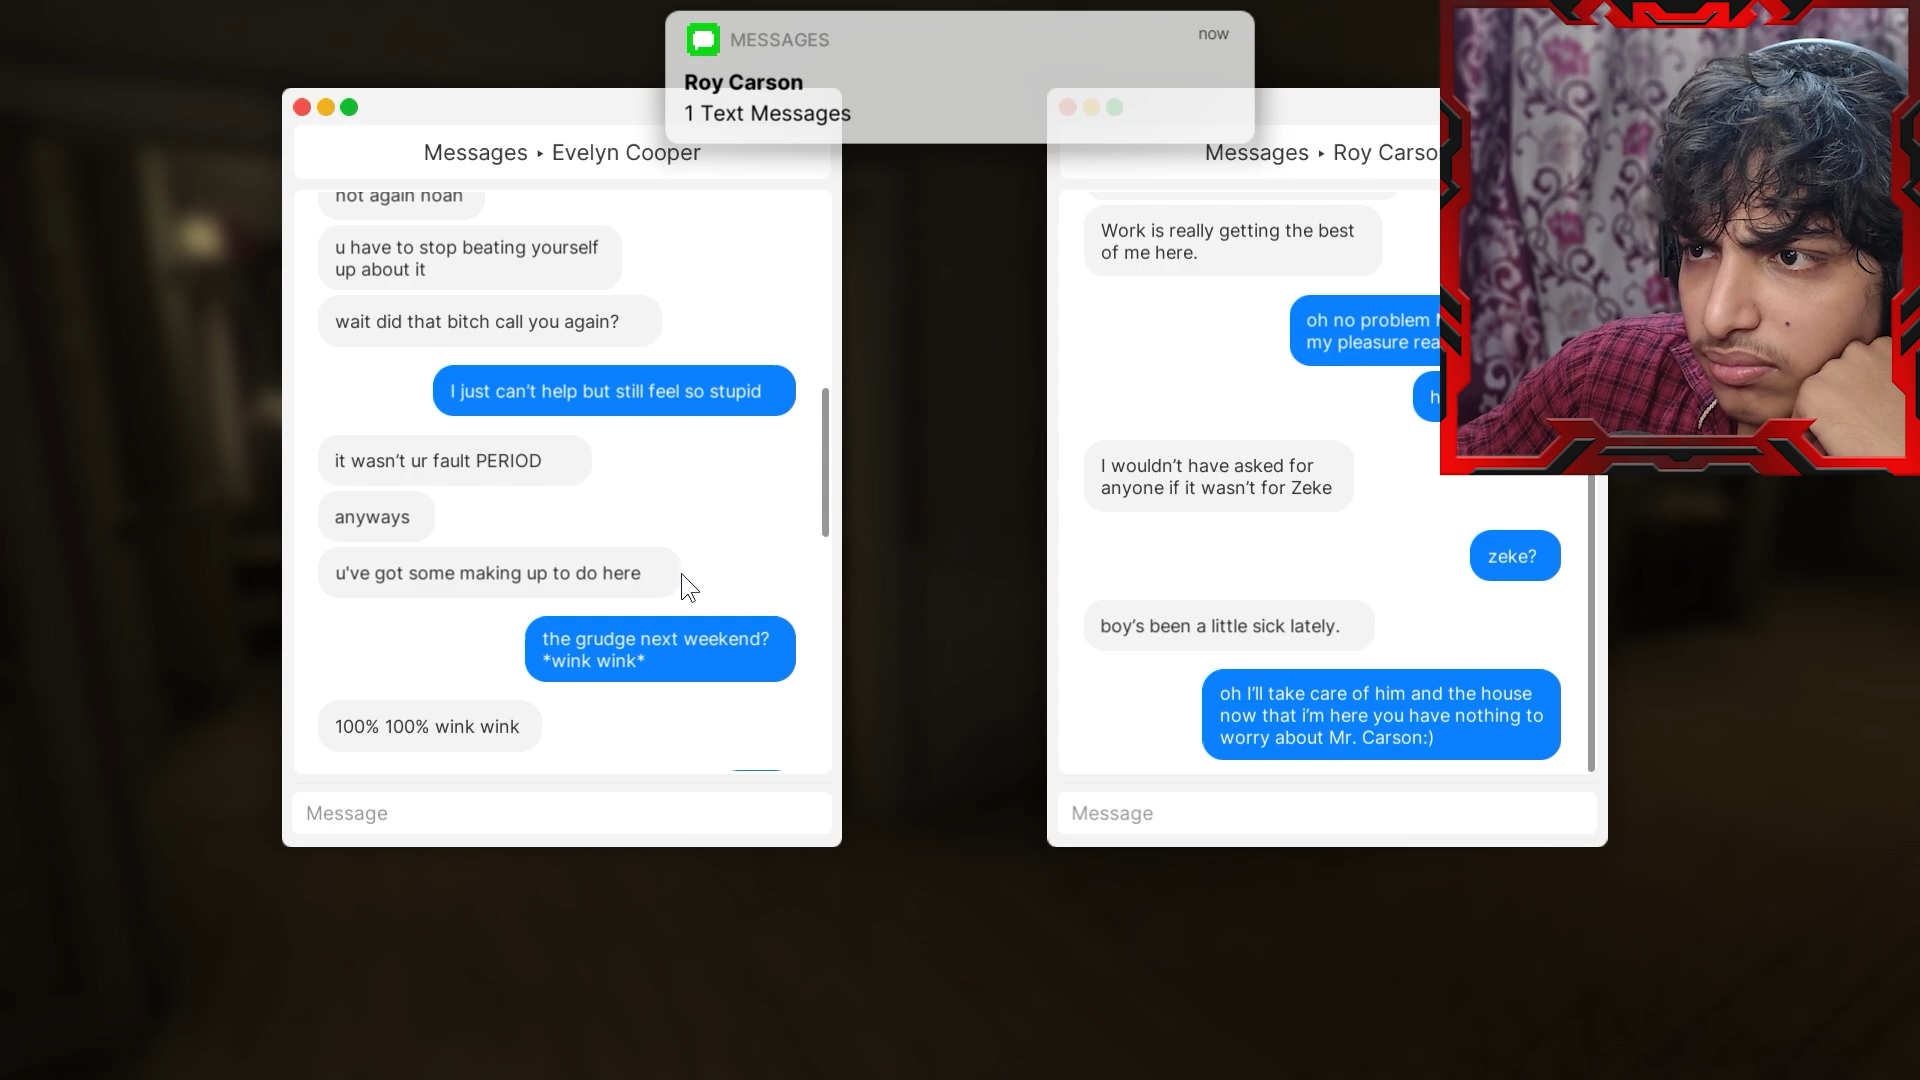 MESSAGES
now
Roy Carson
1 Text Messages
Messages ‣ Evelyn Cooper
not again noah
u have to stop beating yourself
up about it
wait did that bitch call you again?
I just can’t help but still feel so stupid
it wasn’t ur fault PERIOD
anyways
u've got some making up to do here
the grudge next weekend?
*wink wink*
100% 100% wink wink
Message
Messages ‣ Roy Carso
Work is really getting the best
of me here.
oh no problem
my pleasure rea
h
I wouldn’t have asked for
anyone if it wasn’t for Zeke
zeke?
boy’s been a little sick lately.
oh I’ll take care of him and the house
now that i’m here you have nothing to
worry about Mr. Carson:)
Message